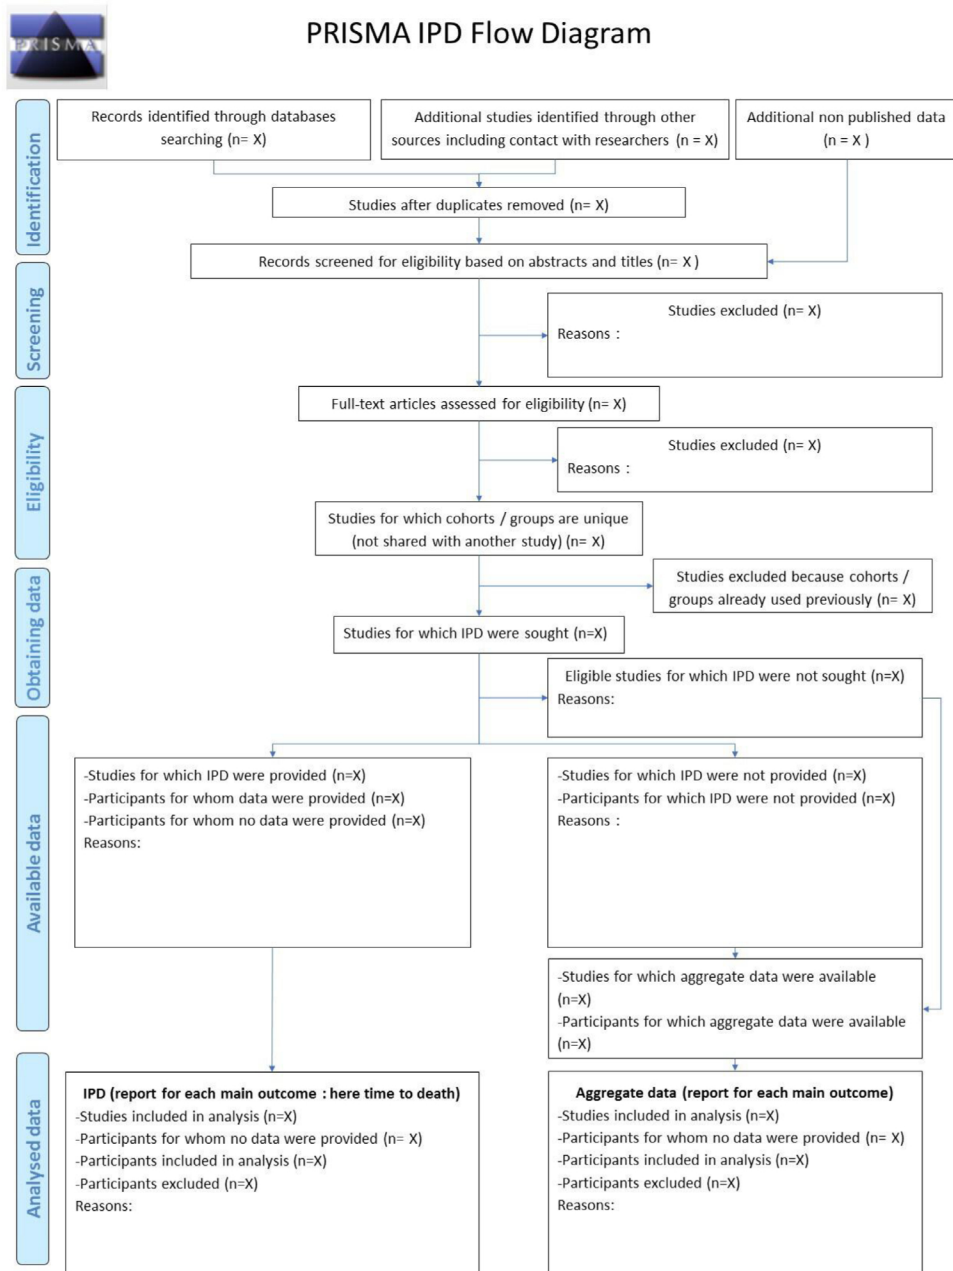 PRISMA
PRISMA IPD Flow Diagram
Identification
Records identified through databases
searching (n= X)
Additional studies identified through other
sources including contact with researchers (n = X)
Additional non published data
(n = X )
Studies after duplicates removed (n= X)
Records screened for eligibility based on abstracts and titles (n= X )
Screening
Studies excluded (n= X)
Reasons :
Eligibility
Full-text articles assessed for eligibility (n= X)
Studies excluded (n= X)
Reasons :
Studies for which cohorts / groups are unique
(not shared with another study) (n= X)
Obtaining data
Studies excluded because cohorts /
groups already used previously (n= X)
Studies for which IPD were sought (n=X)
Eligible studies for which IPD were not sought (n=X)
Reasons:
Available data
-Studies for which IPD were provided (n=X)
-Participants for whom data were provided (n=X)
-Participants for whom no data were provided (n=X)
Reasons:
-Studies for which IPD were not provided (n=X)
-Participants for which IPD were not provided (n=X)
Reasons :
-Studies for which aggregate data were available
(n=X)
-Participants for which aggregate data were available
(n=X)
Analysed data
IPD (report for each main outcome : here time to death)
-Studies included in analysis (n=X)
-Participants for whom no data were provided (n= X)
-Participants included in analysis (n=X)
-Participants excluded (n=X)
Reasons:
Aggregate data (report for each main outcome)
-Studies included in analysis (n=X)
-Participants for whom no data were provided (n= X)
-Participants included in analysis (n=X)
-Participants excluded (n=X)
Reasons: